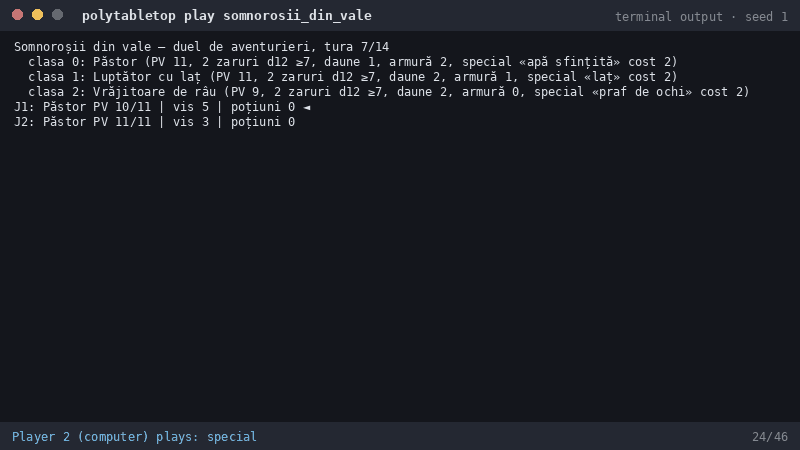 polytabletop play somnorosii_din_vale
terminal output · seed 1
Somnoroșii din vale — duel de aventurieri, tura 7/14
clasa 0: Păstor (PV 11, 2 zaruri d12 ≥7, daune 1, armură 2, special «apă sfințită» cost 2)
clasa 1: Luptător cu laț (PV 11, 2 zaruri d12 ≥7, daune 2, armură 1, special «laț» cost 2)
clasa 2: Vrăjitoare de râu (PV 9, 2 zaruri d12 ≥7, daune 2, armură 0, special «praf de ochi» cost 2)
J1: Păstor PV 10/11 | vis 5 | poțiuni 0 ◄
J2: Păstor PV 11/11 | vis 3 | poțiuni 0
Player 2 (computer) plays: special
24/46